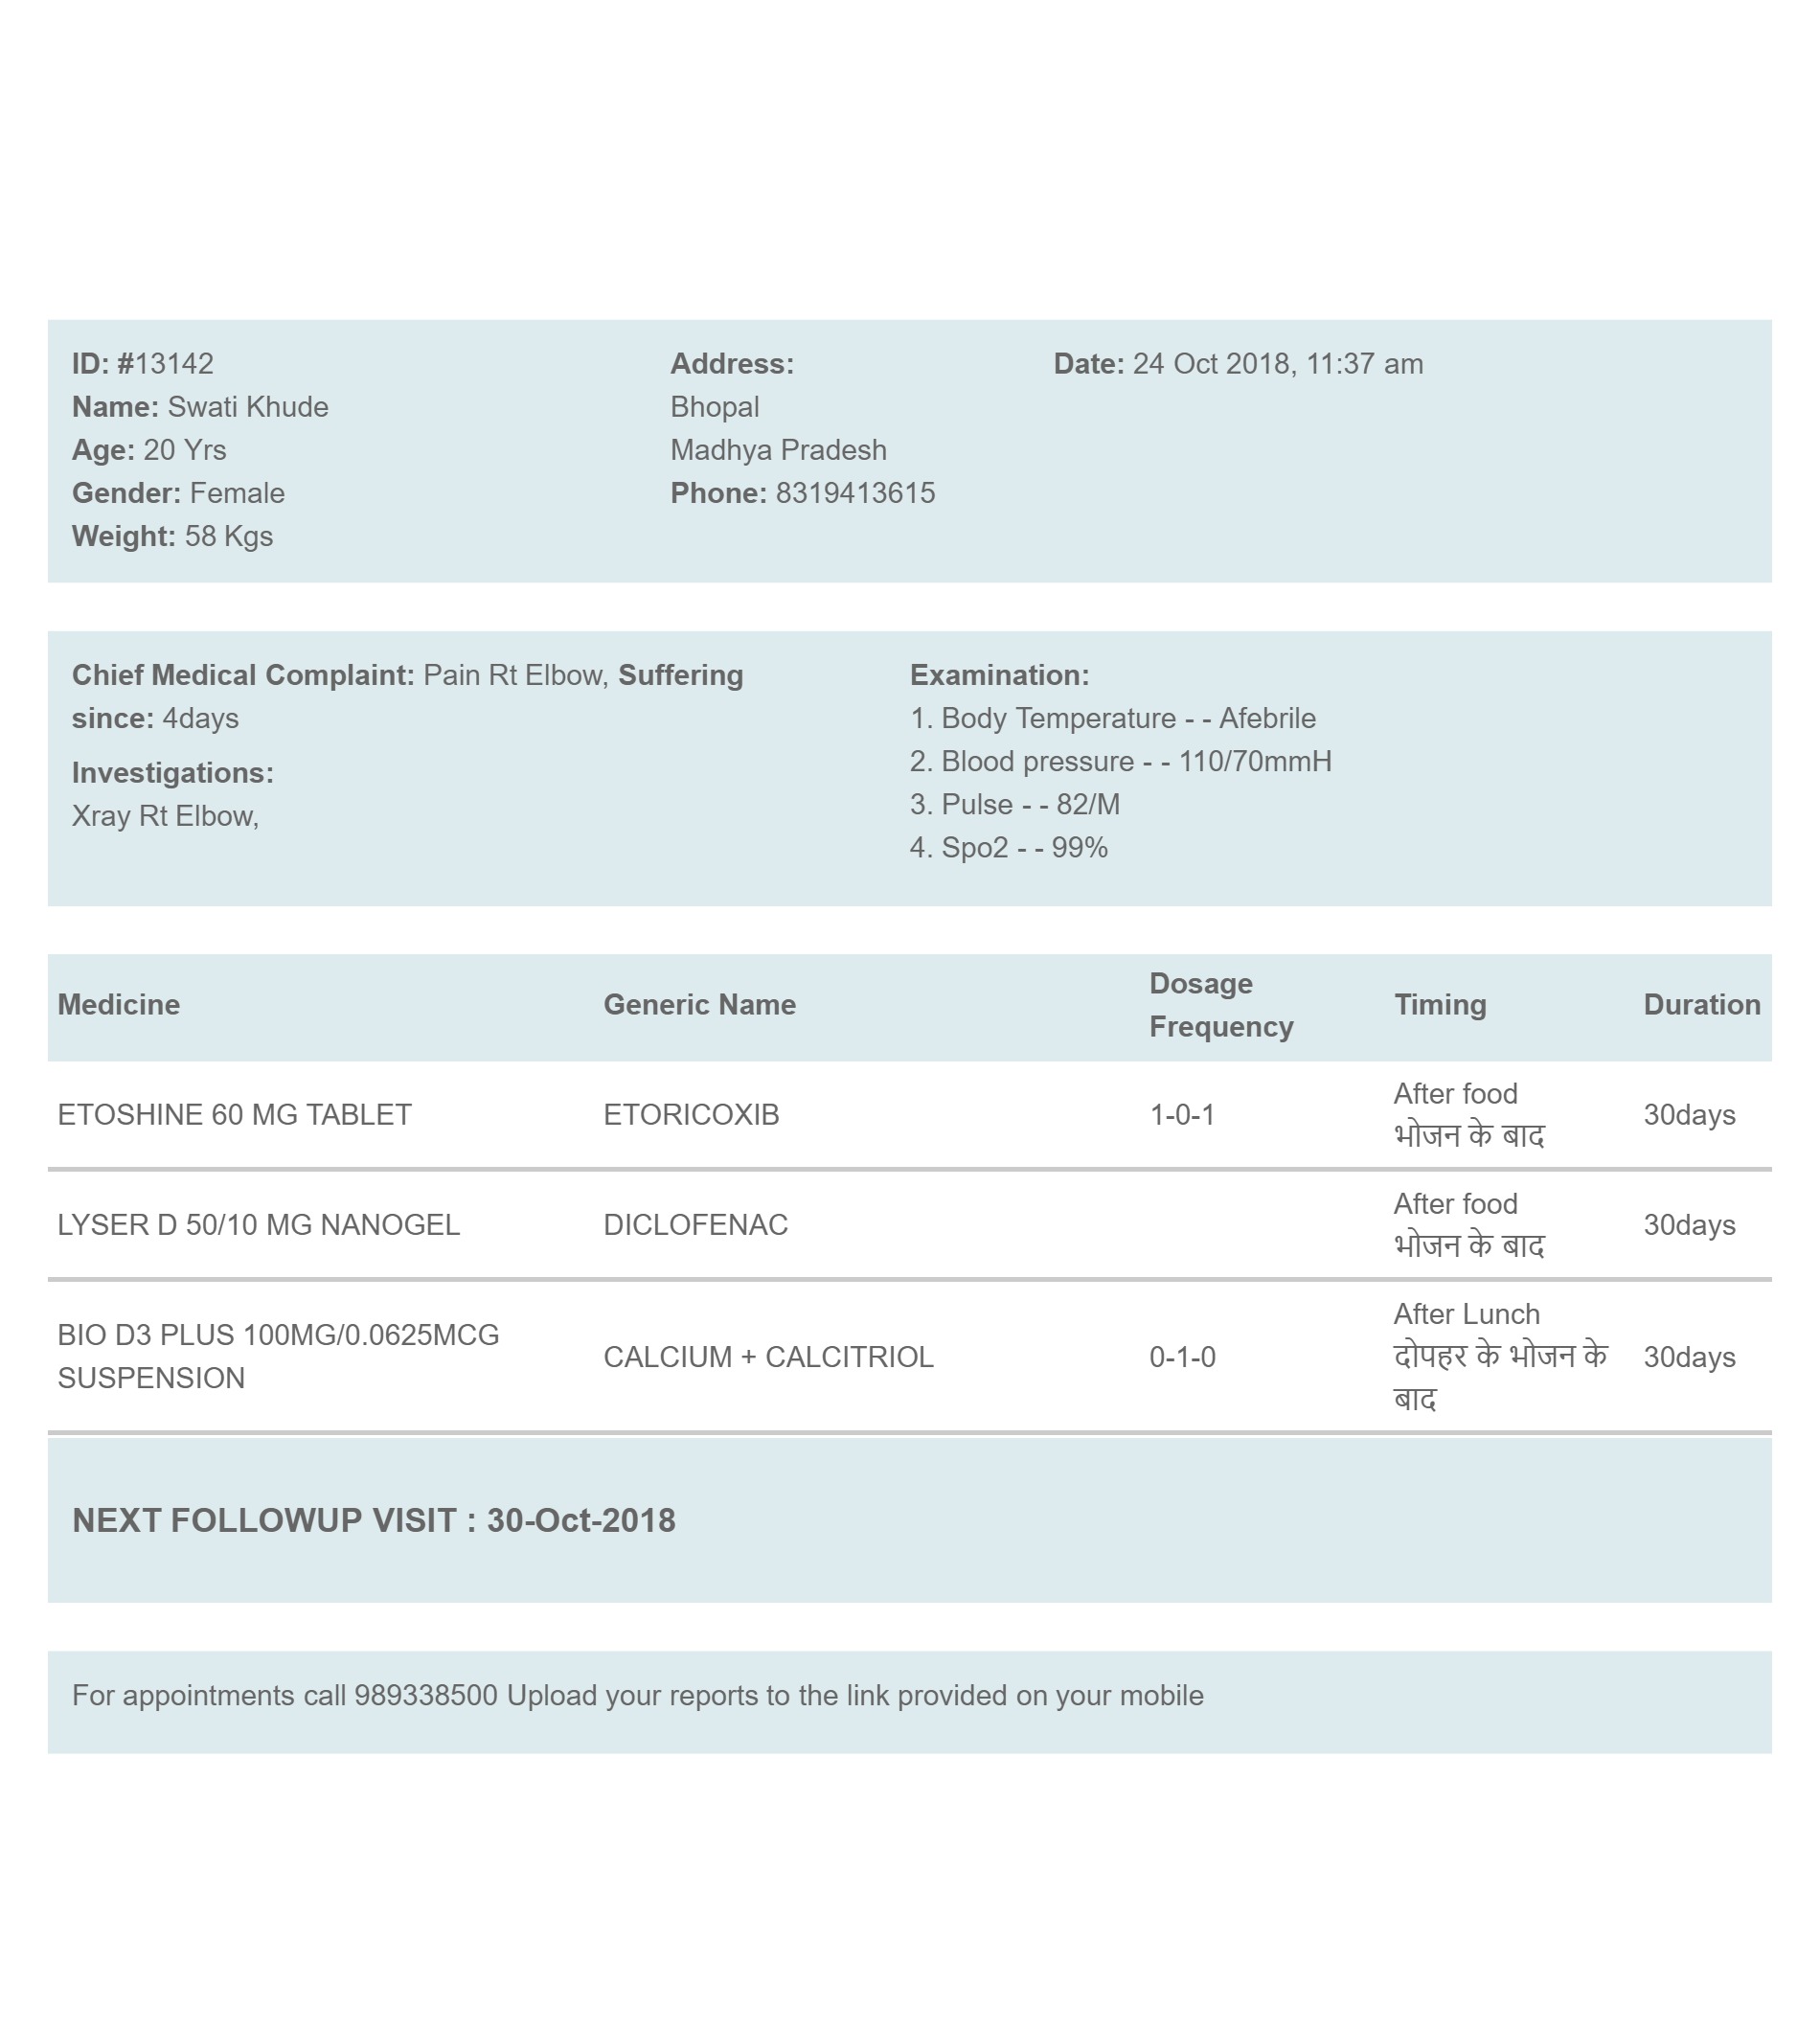 ID: #13142
Name: Swati Khude
Age: 20 Yrs
Gender: Female
Weight: 58 Kgs
Address:
Bhopal
Madhya Pradesh
Phone: 8319413615
Date: 24 Oct 2018, 11:37 am
Chief Medical Complaint: Pain Rt Elbow, Suffering
since: 4days
Investigations:
Xray Rt Elbow,
Examination:
1. Body Temperature - - Afebrile
2. Blood pressure - - 110/70mmH
3. Pulse - - 82/M
4. Spo2 - - 99%
Medicine Generic Name Dosage Frequency Timing Duration
ETOSHINE 60 MG TABLET ETORICOXIB 1-0-1 After food 30days
भोजन के बाद
LYSER D 50/10 MG NANOGEL DICLOFENAC After food 30days
भोजन के बाद
BIO D3 PLUS 100MG/0.0625MCG
SUSPENSION
CALCIUM + CALCITRIOL
0-1-0
After Lunch
दोपहर के भोजन के
बाद
30days
NEXT FOLLOWUP VISIT : 30-Oct-2018
For appointments call 989338500 Upload your reports to the link provided on your mobile